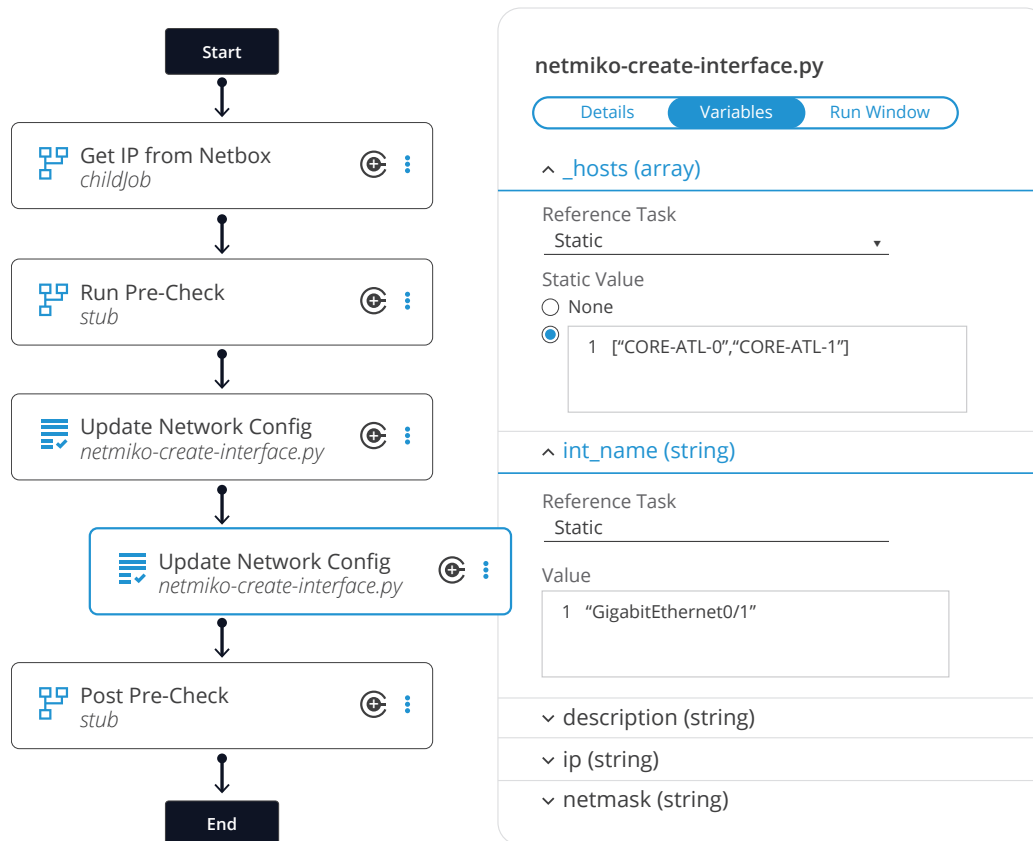 Start
Get IP from Netbox
childJob
Run Pre-Check
stub
Update Network Config
netmiko-create-interface.py
Update Network Config
netmiko-create-interface.py
Post Pre-Check
stub
End
netmiko-create-interface.py
Details Variables Run Window
_hosts (array)
Reference Task
Static
Static Value
None
1 [“CORE-ATL-0”,“CORE-ATL-1”]
int_name (string)
Reference Task
Static
Value
1 “GigabitEthernet0/1”
description (string)
ip (string)
netmask (string)